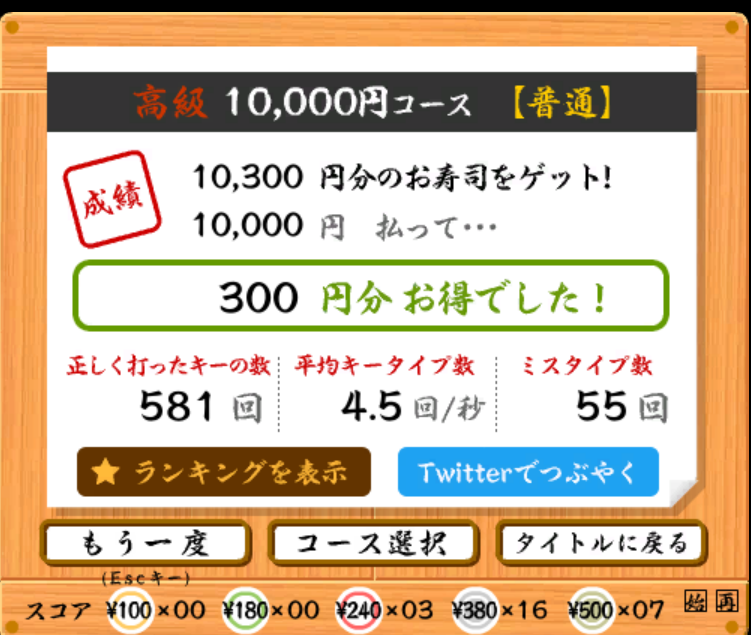 高級 10,000円コース 【普通】
成績
10,300 円分のお寿司をゲット!
10,000 円 払って…
300 円分 お得でした!
正しく打ったキーの数 平均キータイプ数 ミスタイプ数
581 回 4.5 回/秒 55 回
★ ランキングを表示 Twitterでつぶやく
もう一度 コース選択 タイトルに戻る
(Escキー)
スコア ¥100×00 ¥180×00 ¥240×03 ¥380×16 ¥500×07 始 再